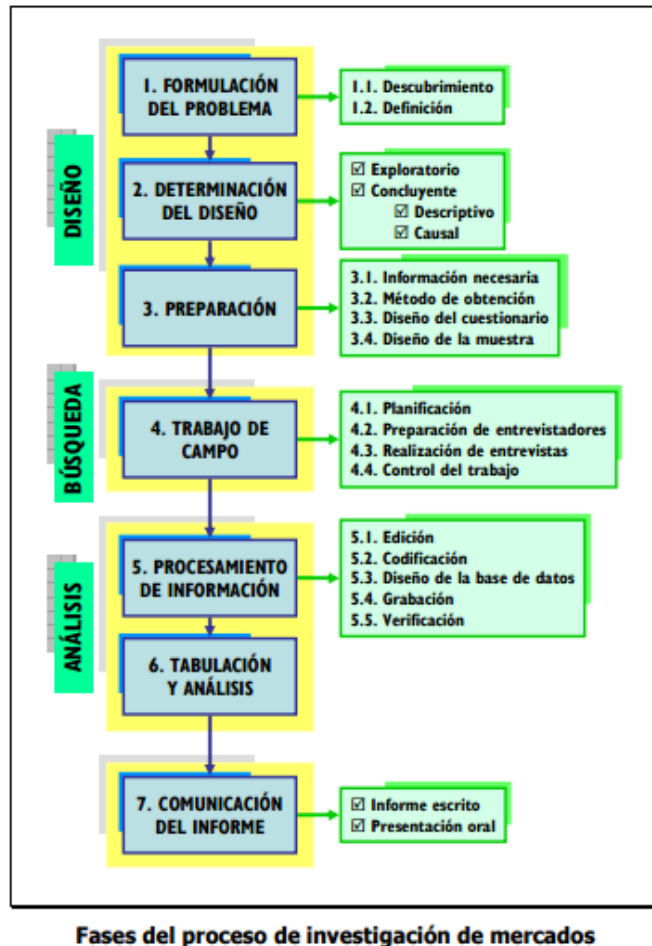 DISEÑO
1. FORMULACIÓN
DEL PROBLEMA
1.1. Descubrimiento
1.2. Definición
2. DETERMINACIÓN
DEL DISEÑO
☑ Exploratorio
☑ Concluyente
☑ Descriptivo
☑ Causal
3. PREPARACIÓN
3.1. Información necesaria
3.2. Método de obtención
3.3. Diseño del cuestionario
3.4. Diseño de la muestra
BÚSQUEDA
4. TRABAJO DE
CAMPO
4.1. Planificación
4.2. Preparación de entrevistadores
4.3. Realización de entrevistas
4.4. Control del trabajo
ANÁLISIS
5. PROCESAMIENTO
DE INFORMACIÓN
5.1. Edición
5.2. Codificación
5.3. Diseño de la base de datos
5.4. Grabación
5.5. Verificación
6. TABULACIÓN
Y ANÁLISIS
7. COMUNICACIÓN
DEL INFORME
☑ Informe escrito
☑ Presentación oral
Fases del proceso de investigación de mercados